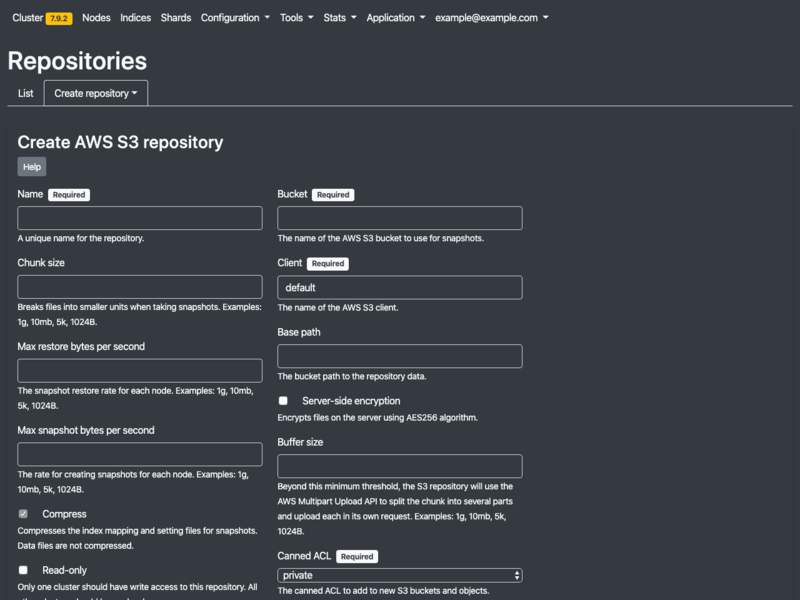 Cluster 7.9.2 Nodes Indices Shards Configuration Tools Stats Application example@example.com
Repositories
List Create repository
Create AWS S3 repository
Help
Name Required
A unique name for the repository.
Chunk size
Breaks files into smaller units when taking snapshots. Examples:
1g, 10mb, 5k, 1024B.
Max restore bytes per second
The snapshot restore rate for each node. Examples: 1g, 10mb,
5k, 1024B.
Max snapshot bytes per second
The rate for creating snapshots for each node. Examples: 1g,
10mb, 5k, 1024B.
Compress
Compresses the index mapping and setting files for snapshots.
Data files are not compressed.
Read-only
Only one cluster should have write access to this repository. All
Bucket Required
The name of the AWS S3 bucket to use for snapshots.
Client Required
default
The name of the AWS S3 client.
Base path
The bucket path to the repository data.
Server-side encryption
Encrypts files on the server using AES256 algorithm.
Buffer size
Beyond this minimum threshold, the S3 repository will use the
AWS Multipart Upload API to split the chunk into several parts
and upload each in its own request. Examples: 1g, 10mb, 5k,
1024B.
Canned ACL Required
private
The canned ACL to add to new S3 buckets and objects.